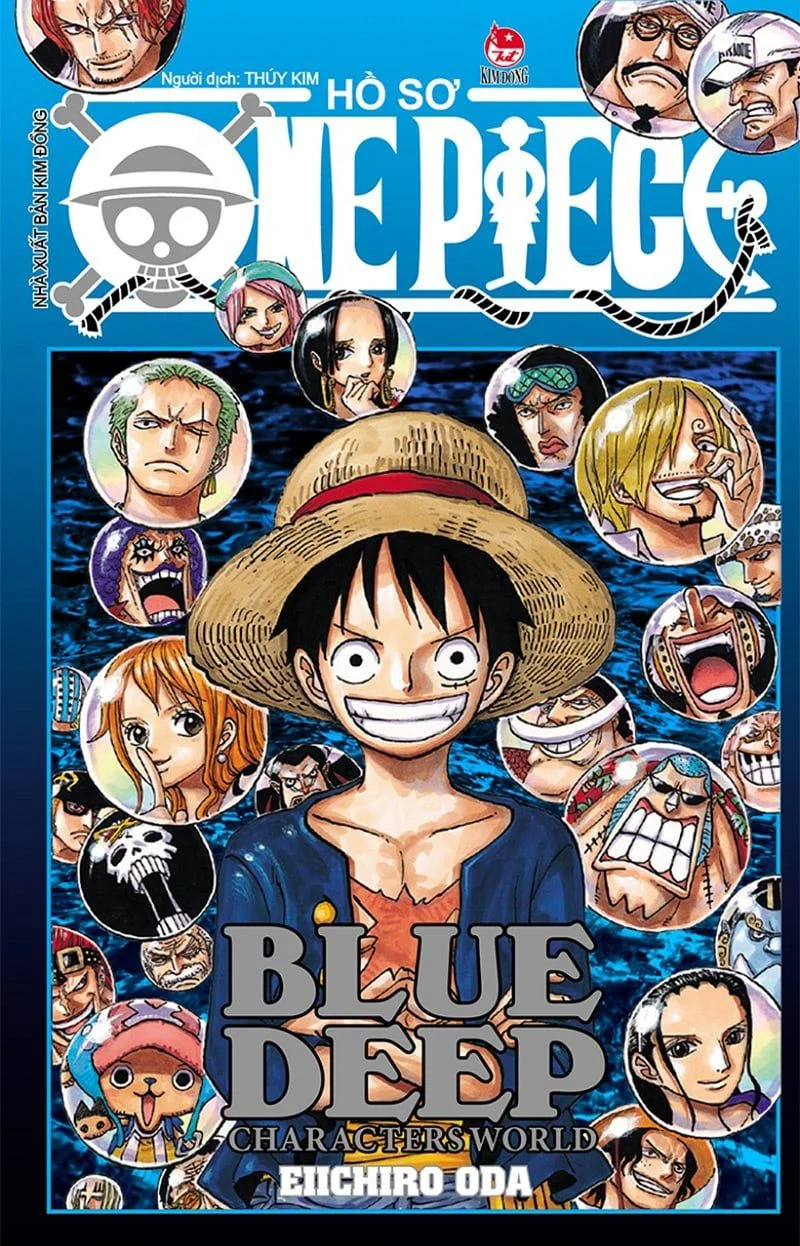 Người dịch: THÚY KIM
KIM ĐỒNG
HỒ SƠ
ONE PIECE
NHÀ XUẤT BẢN KIM ĐỒNG
BLUE
DEEP
CHARACTERS WORLD
EIICHIRO ODA